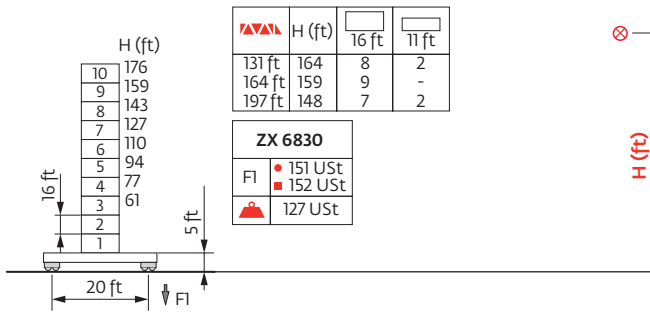 H (ft)
10 176
9 159
8 143
7 127
6 110
5 94
4 77
3 61
2
1
16 ft
5 ft
20 ft
F1
H (ft) 16 ft 11 ft
131 ft 164 8 2
164 ft 159 9 -
197 ft 148 7 2
ZX 6830
F1 151 USt
152 USt
127 USt
H (ft)